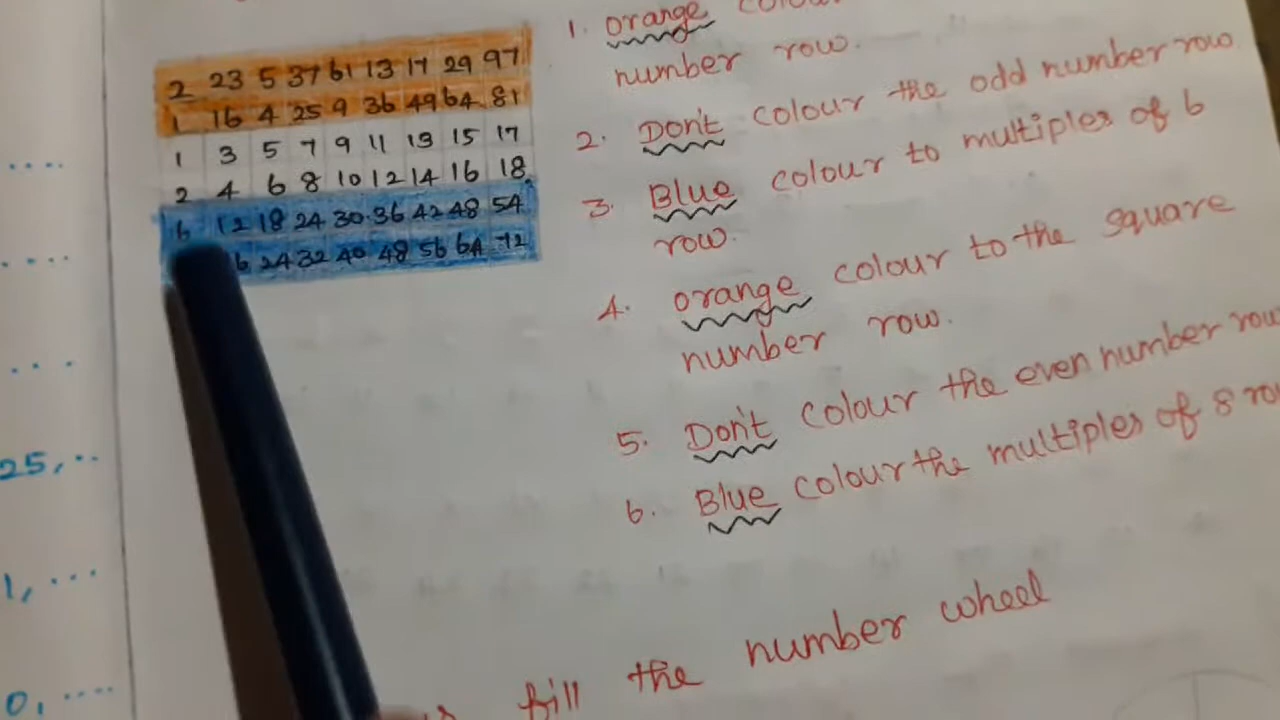 2 23 5 37 61 13 17 29 97
1 16 4 25 9 36 49 64 81
1 3 5 7 9 11 13 15 17
2 4 6 8 10 12 14 16 18
6 12 18 24 30 36 42 48 54
24 32 40 48 56 64 72
1. orange
number row.
2. Don't colour the odd number row
3. Blue colour to multiples of 6
row.
4. orange colour to the square
number row.
5. Don't colour the even number row
6. Blue colour the multiples of 8
fill the number wheel
25, ..
1, ...
0, ....